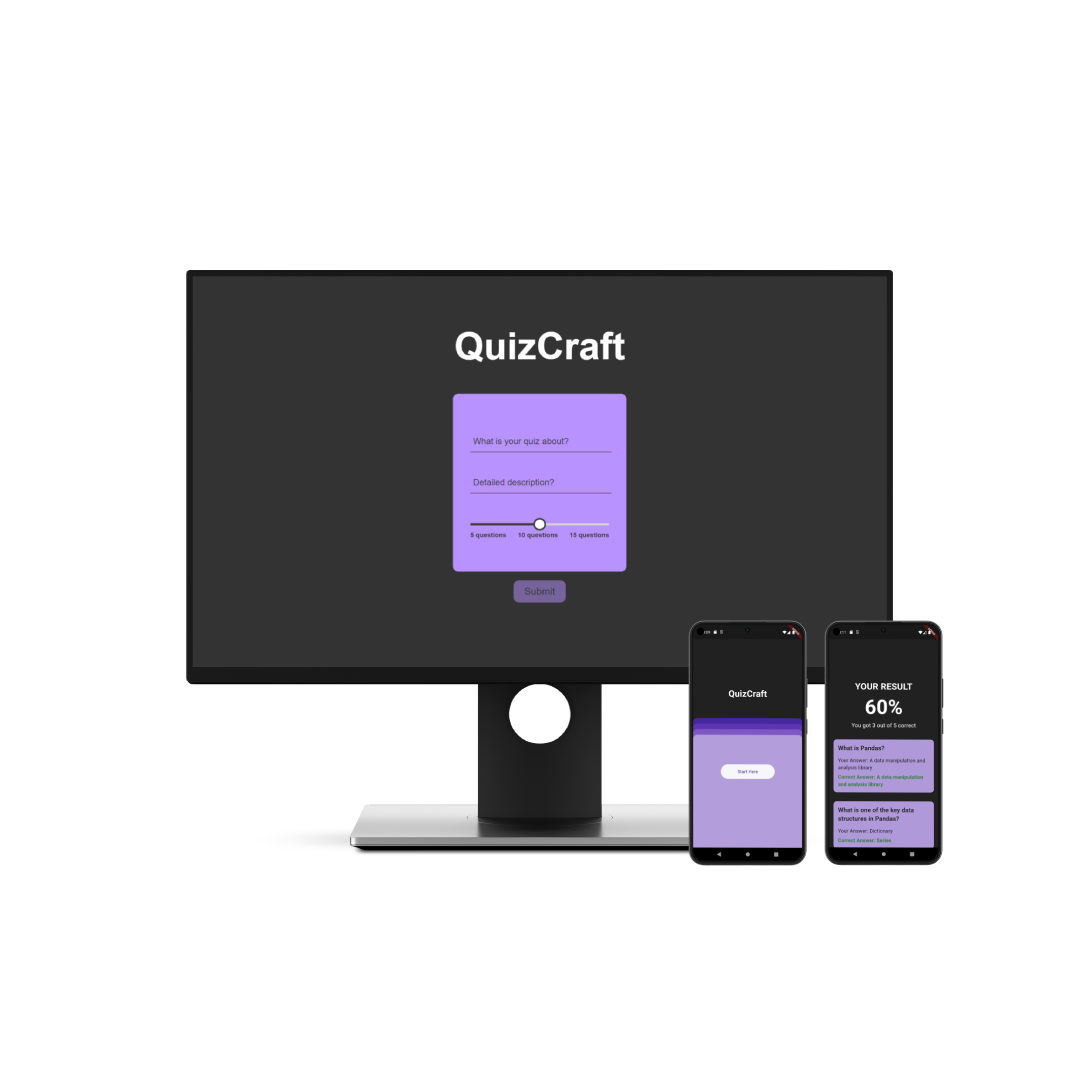 QuizCraft
What is your quiz about?
Detailed description?
5 questions 10 questions 15 questions
Submit
QuizCraft
Start Here
YOUR RESULT
60%
You got 3 out of 5 correct
What is Pandas?
Your Answer: A data manipulation and
analysis library
Correct Answer: A data manipulation
and analysis library
What is one of the key data
structures in Pandas?
Your Answer: Dictionary
Correct Answer: Series